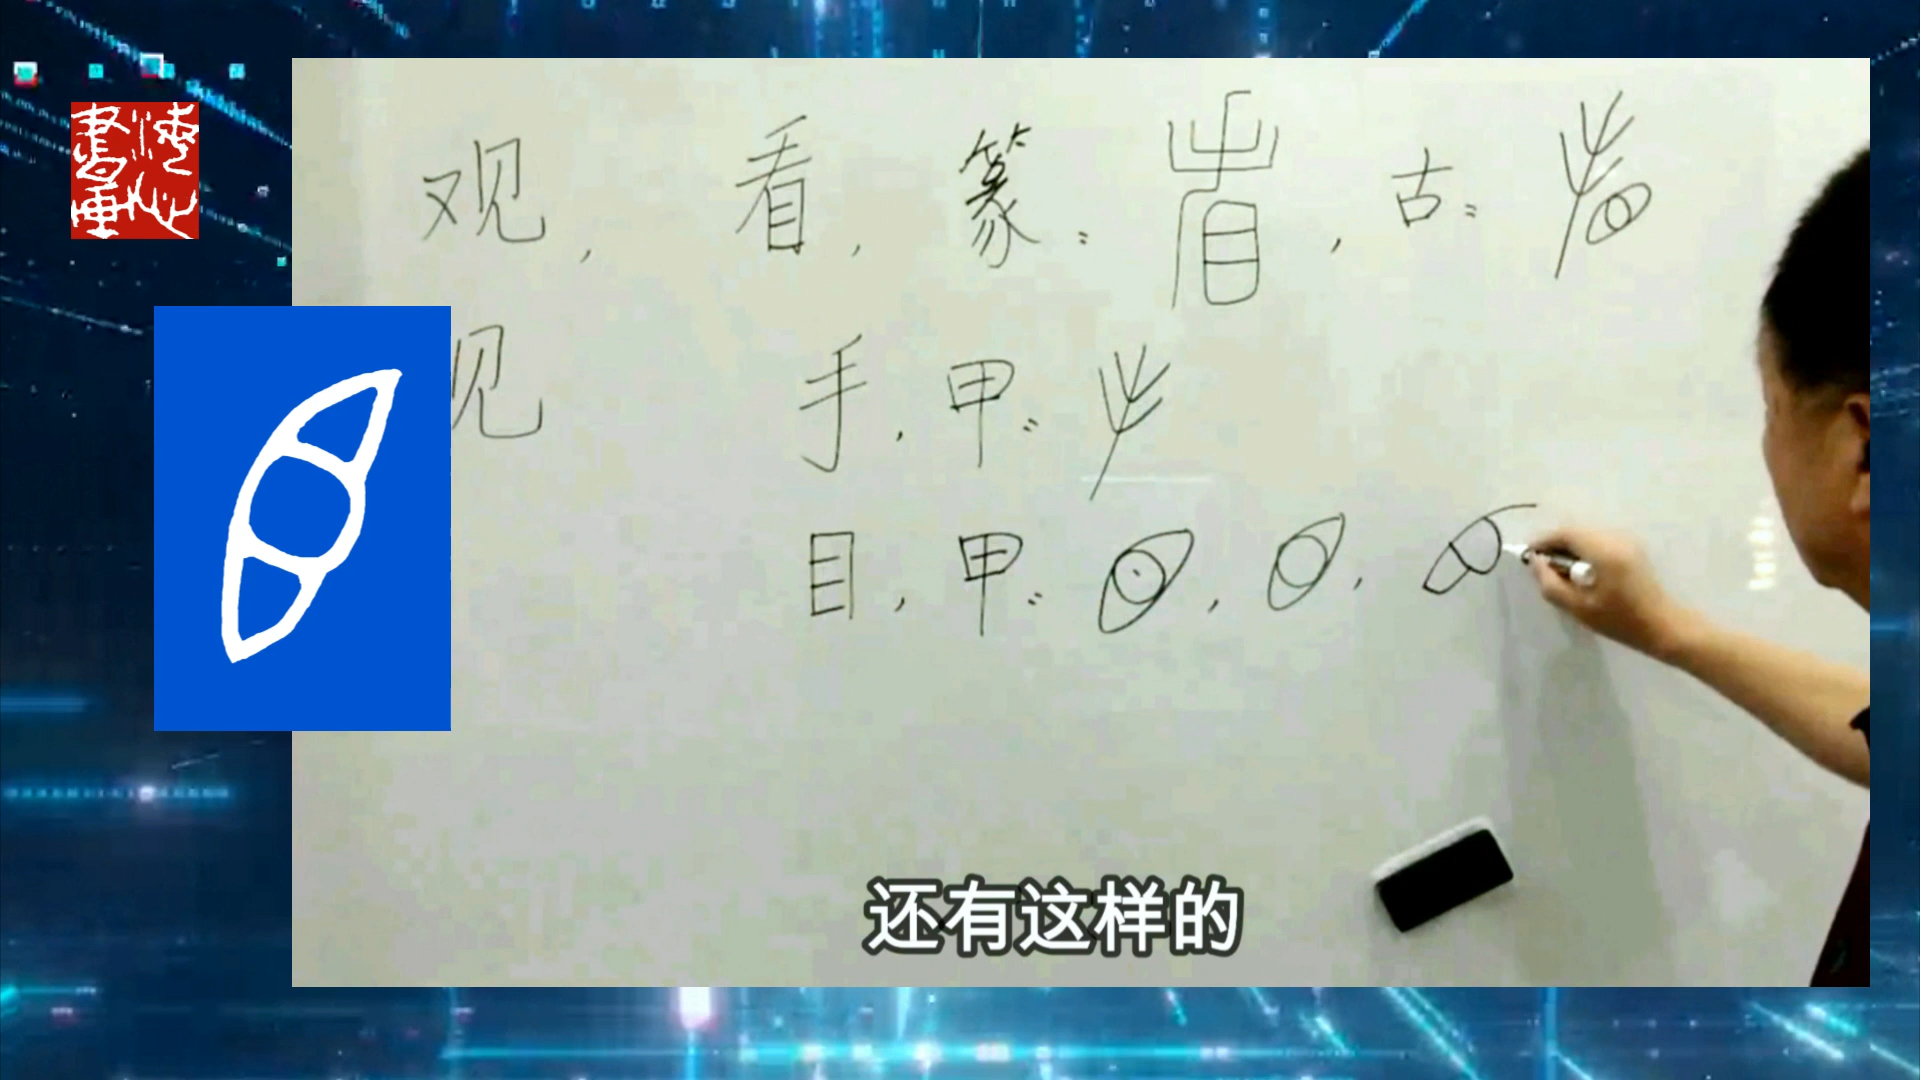 观, 看, 篆: , 古:
见 手, 甲:
目, 甲: , ,
还有这样的